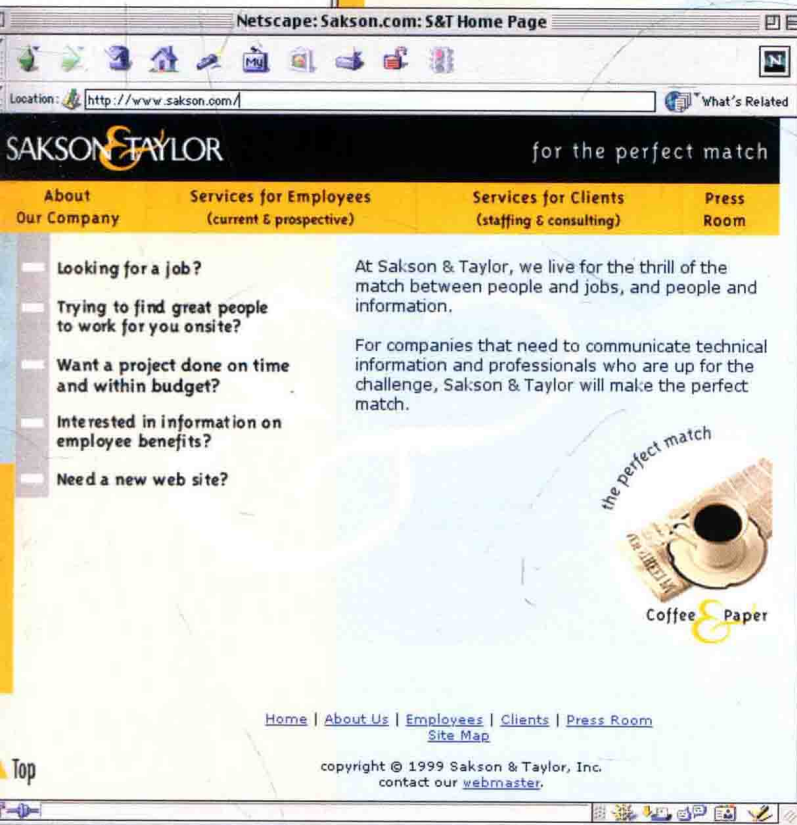 Netscape: Sakson.com: S&T Home Page
My
N
Location: http://www.sakson.com/
What's Related
SAKSON & TAYLOR
for the perfect match
About
Our Company
Services for Employees
(current & prospective)
Services for Clients
(staffing & consulting)
Press
Room
Looking for a job?
Trying to find great people
to work for you onsite?
Want a project done on time
and within budget?
Interested in information on
employee benefits?
Need a new web site?
At Sakson & Taylor, we live for the thrill of the
match between people and jobs, and people and
information.
For companies that need to communicate technical
information and professionals who are up for the
challenge, Sakson & Taylor will make the perfect
match.
the perfect match
Coffee & Paper
Home | About Us | Employees | Clients | Press Room
Site Map
Top
copyright © 1999 Sakson & Taylor, Inc.
contact our webmaster.